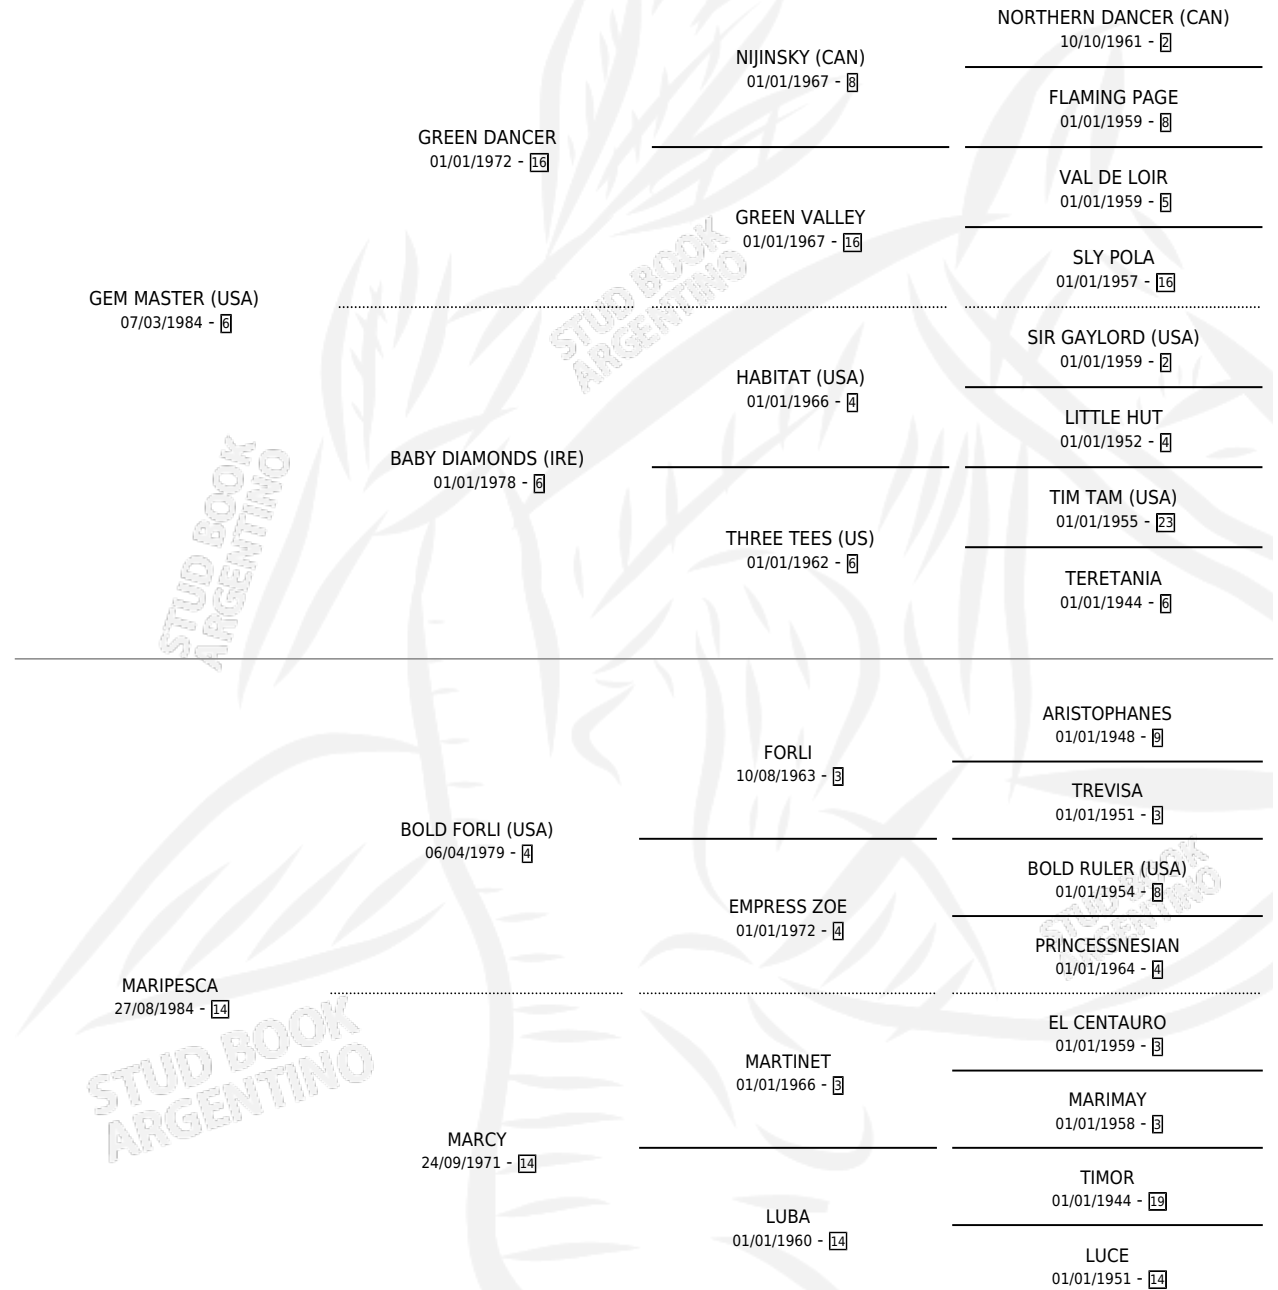 NORTHERN DANCER (CAN)
10/10/1961 - 2
NIJINSKY (CAN)
01/01/1967 - 8
FLAMING PAGE
01/01/1959 - 8
GREEN DANCER
01/01/1972 - 16
VAL DE LOIR
01/01/1959 - 5
GREEN VALLEY
01/01/1967 - 16
SLY POLA
01/01/1957 - 16
GEM MASTER (USA)
07/03/1984 - 6
SIR GAYLORD (USA)
01/01/1959 - 2
HABITAT (USA)
01/01/1966 - 4
LITTLE HUT
01/01/1952 - 4
BABY DIAMONDS (IRE)
01/01/1978 - 6
TIM TAM (USA)
01/01/1955 - 23
THREE TEES (US)
01/01/1962 - 6
TERETANIA
01/01/1944 - 6
ARISTOPHANES
01/01/1948 - 9
FORLI
10/08/1963 - 3
TREVISA
01/01/1951 - 3
BOLD FORLI (USA)
06/04/1979 - 4
BOLD RULER (USA)
01/01/1954 - 8
EMPRESS ZOE
01/01/1972 - 4
PRINCESSNESIAN
01/01/1964 - 4
MARIPESCA
27/08/1984 - 14
EL CENTAURO
01/01/1959 - 3
MARTINET
01/01/1966 - 3
MARIMAY
01/01/1958 - 3
MARCY
24/09/1971 - 14
TIMOR
01/01/1944 - 19
LUBA
01/01/1960 - 14
LUCE
01/01/1951 - 14
STUD BOOK
ARGENTINO
STUD BOOK
ARGENTINO
STUD BOOK
ARGENTINO
STUD BOOK
ARGENTINO